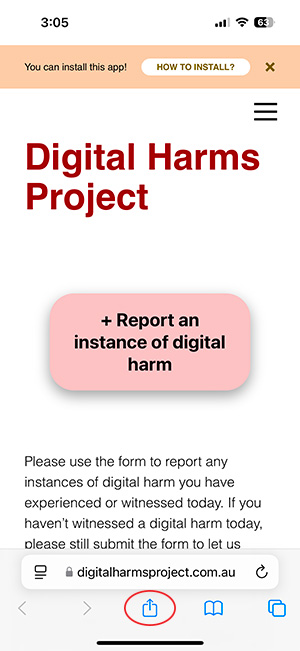 3:05
63
You can install this app!
HOW TO INSTALL?
Digital Harms
Project
+ Report an
instance of digital
harm
Please use the form to report any
instances of digital harm you have
experienced or witnessed today. If you
haven't witnessed a digital harm today,
please still submit the form to let us
digitalharmsproject.com.au